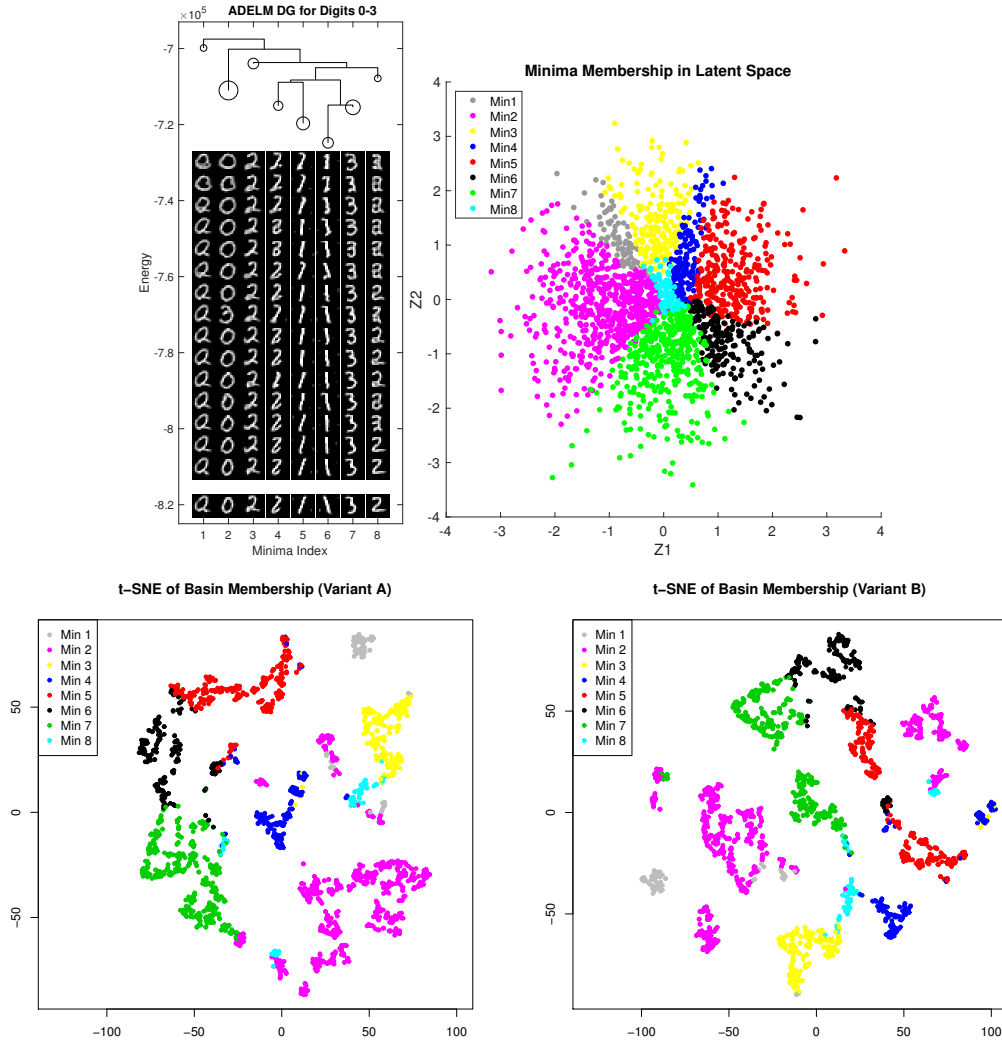 ADELM DG for Digits 0-3
×10⁵
-7
-7.2
-7.4
-7.6
-7.8
-8
-8.2
Energy
1 2 3 4 5 6 7 8
Minima Index
Minima Membership in Latent Space
Min1
Min2
Min3
Min4
Min5
Min6
Min7
Min8
4
3
2
1
0
-1
-2
-3
-4
Z2
-4 -3 -2 -1 0 1 2 3 4
Z1
t−SNE of Basin Membership (Variant A)
Min 1
Min 2
Min 3
Min 4
Min 5
Min 6
Min 7
Min 8
50
0
−50
−100 −50 0 50 100
t−SNE of Basin Membership (Variant B)
Min 1
Min 2
Min 3
Min 4
Min 5
Min 6
Min 7
Min 8
50
0
−50
−100 −50 0 50 100